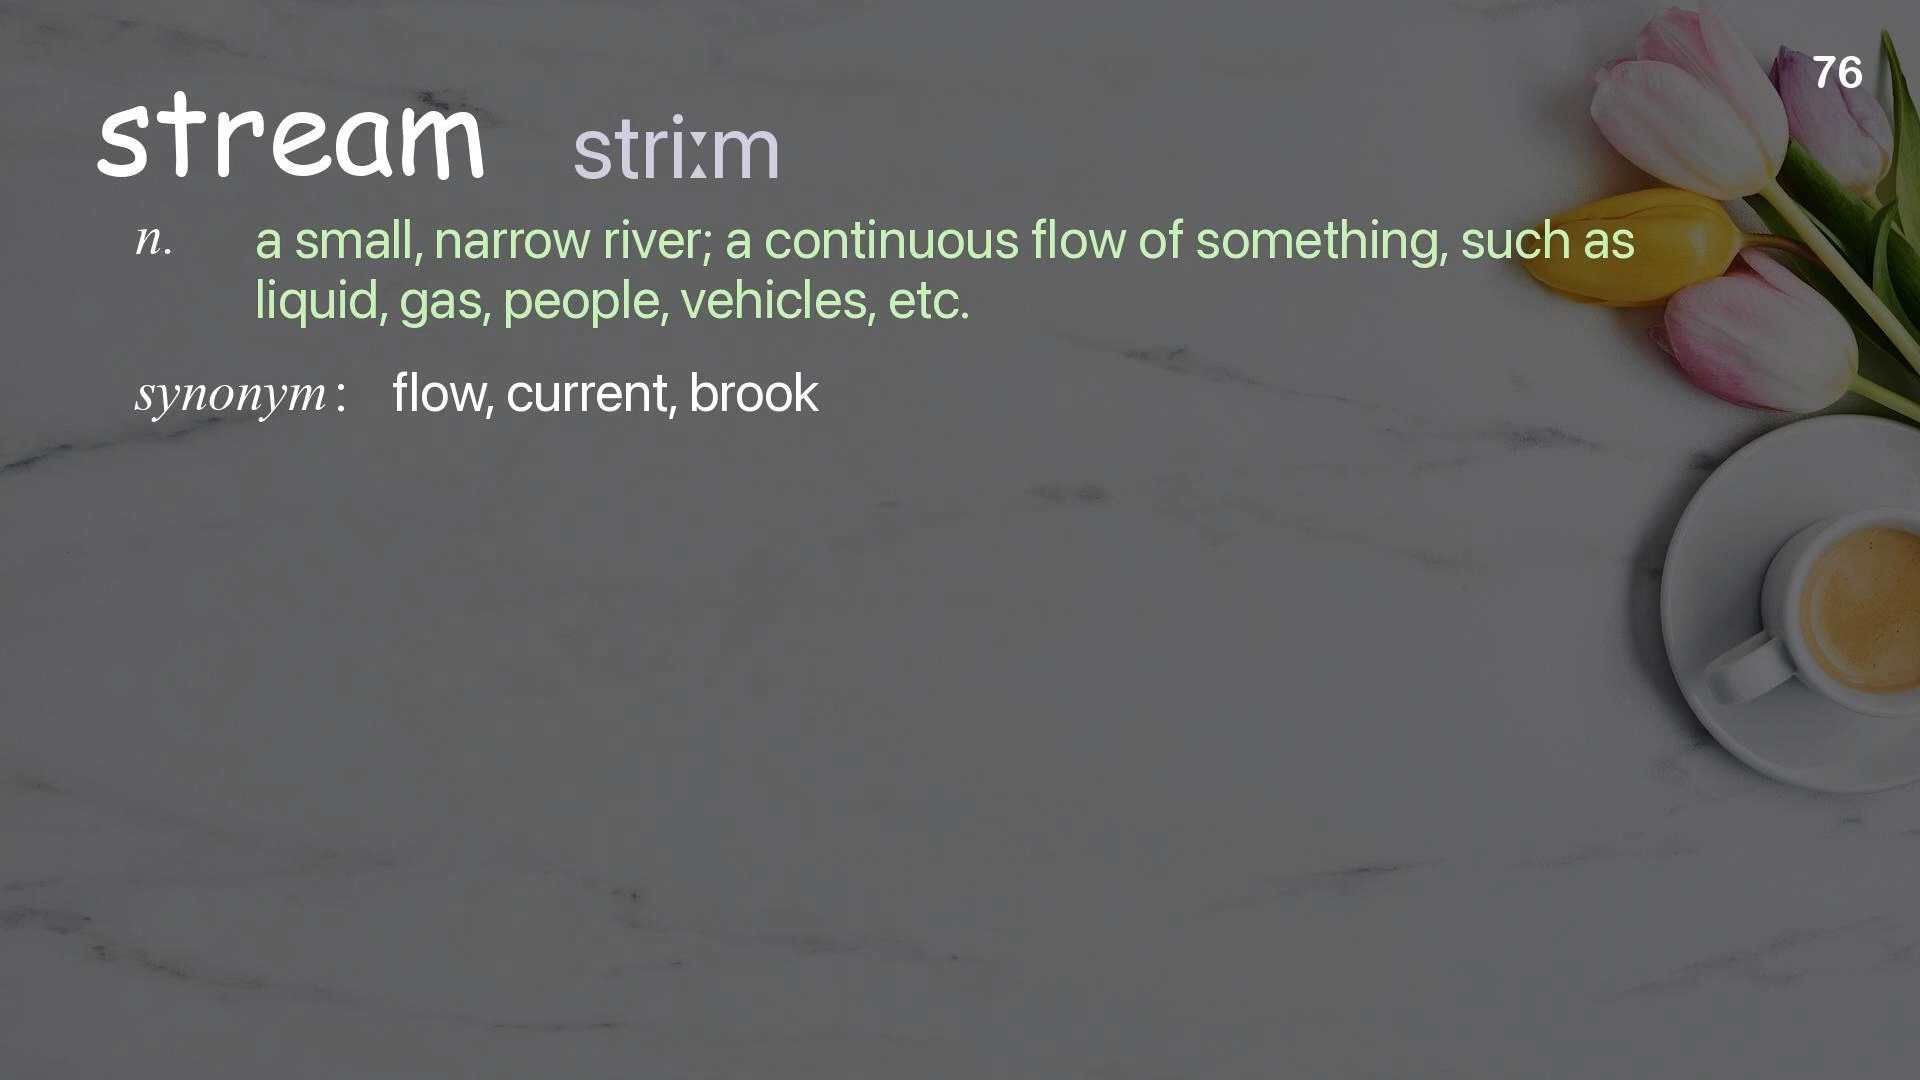 76
stream striːm
n. a small, narrow river; a continuous flow of something, such as
liquid, gas, people, vehicles, etc.
synonym: flow, current, brook